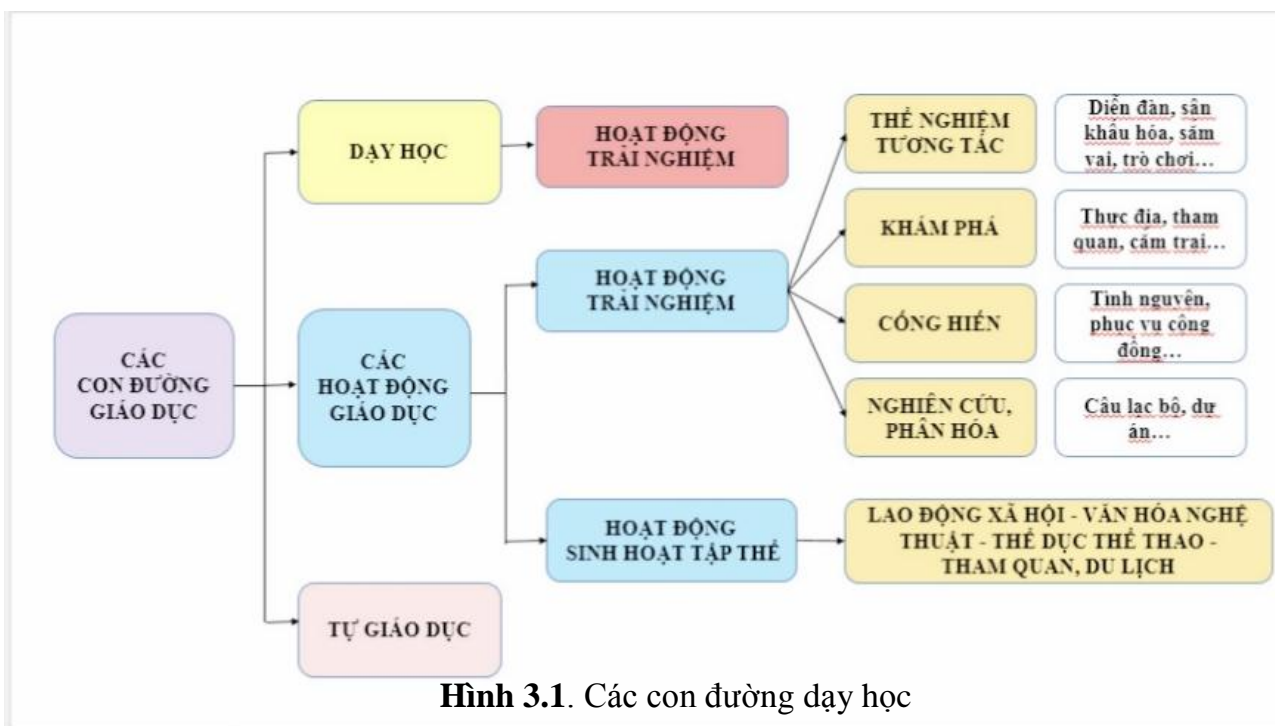 DẠY HỌC
HOẠT ĐỘNG
TRẢI NGHIỆM
THỂ NGHIỆM
TƯƠNG TÁC
Diễn đàn, sân
khấu hóa, sắm
vai, trò chơi...
KHÁM PHÁ
Thực địa, tham
quan, cắm trại...
HOẠT ĐỘNG
TRẢI NGHIỆM
CỐNG HIẾN
Tình nguyện,
phục vụ cộng
đồng...
CÁC
CON ĐƯỜNG
GIÁO DỤC
CÁC
HOẠT ĐỘNG
GIÁO DỤC
NGHIÊN CỨU,
PHÂN HÓA
Câu lạc bộ, dự
án...
HOẠT ĐỘNG
SINH HOẠT TẬP THỂ
LAO ĐỘNG XÃ HỘI - VĂN HÓA NGHỆ
THUẬT - THỂ DỤC THỂ THAO -
THAM QUAN, DU LỊCH
TỰ GIÁO DỤC
Hình 3.1. Các con đường dạy học